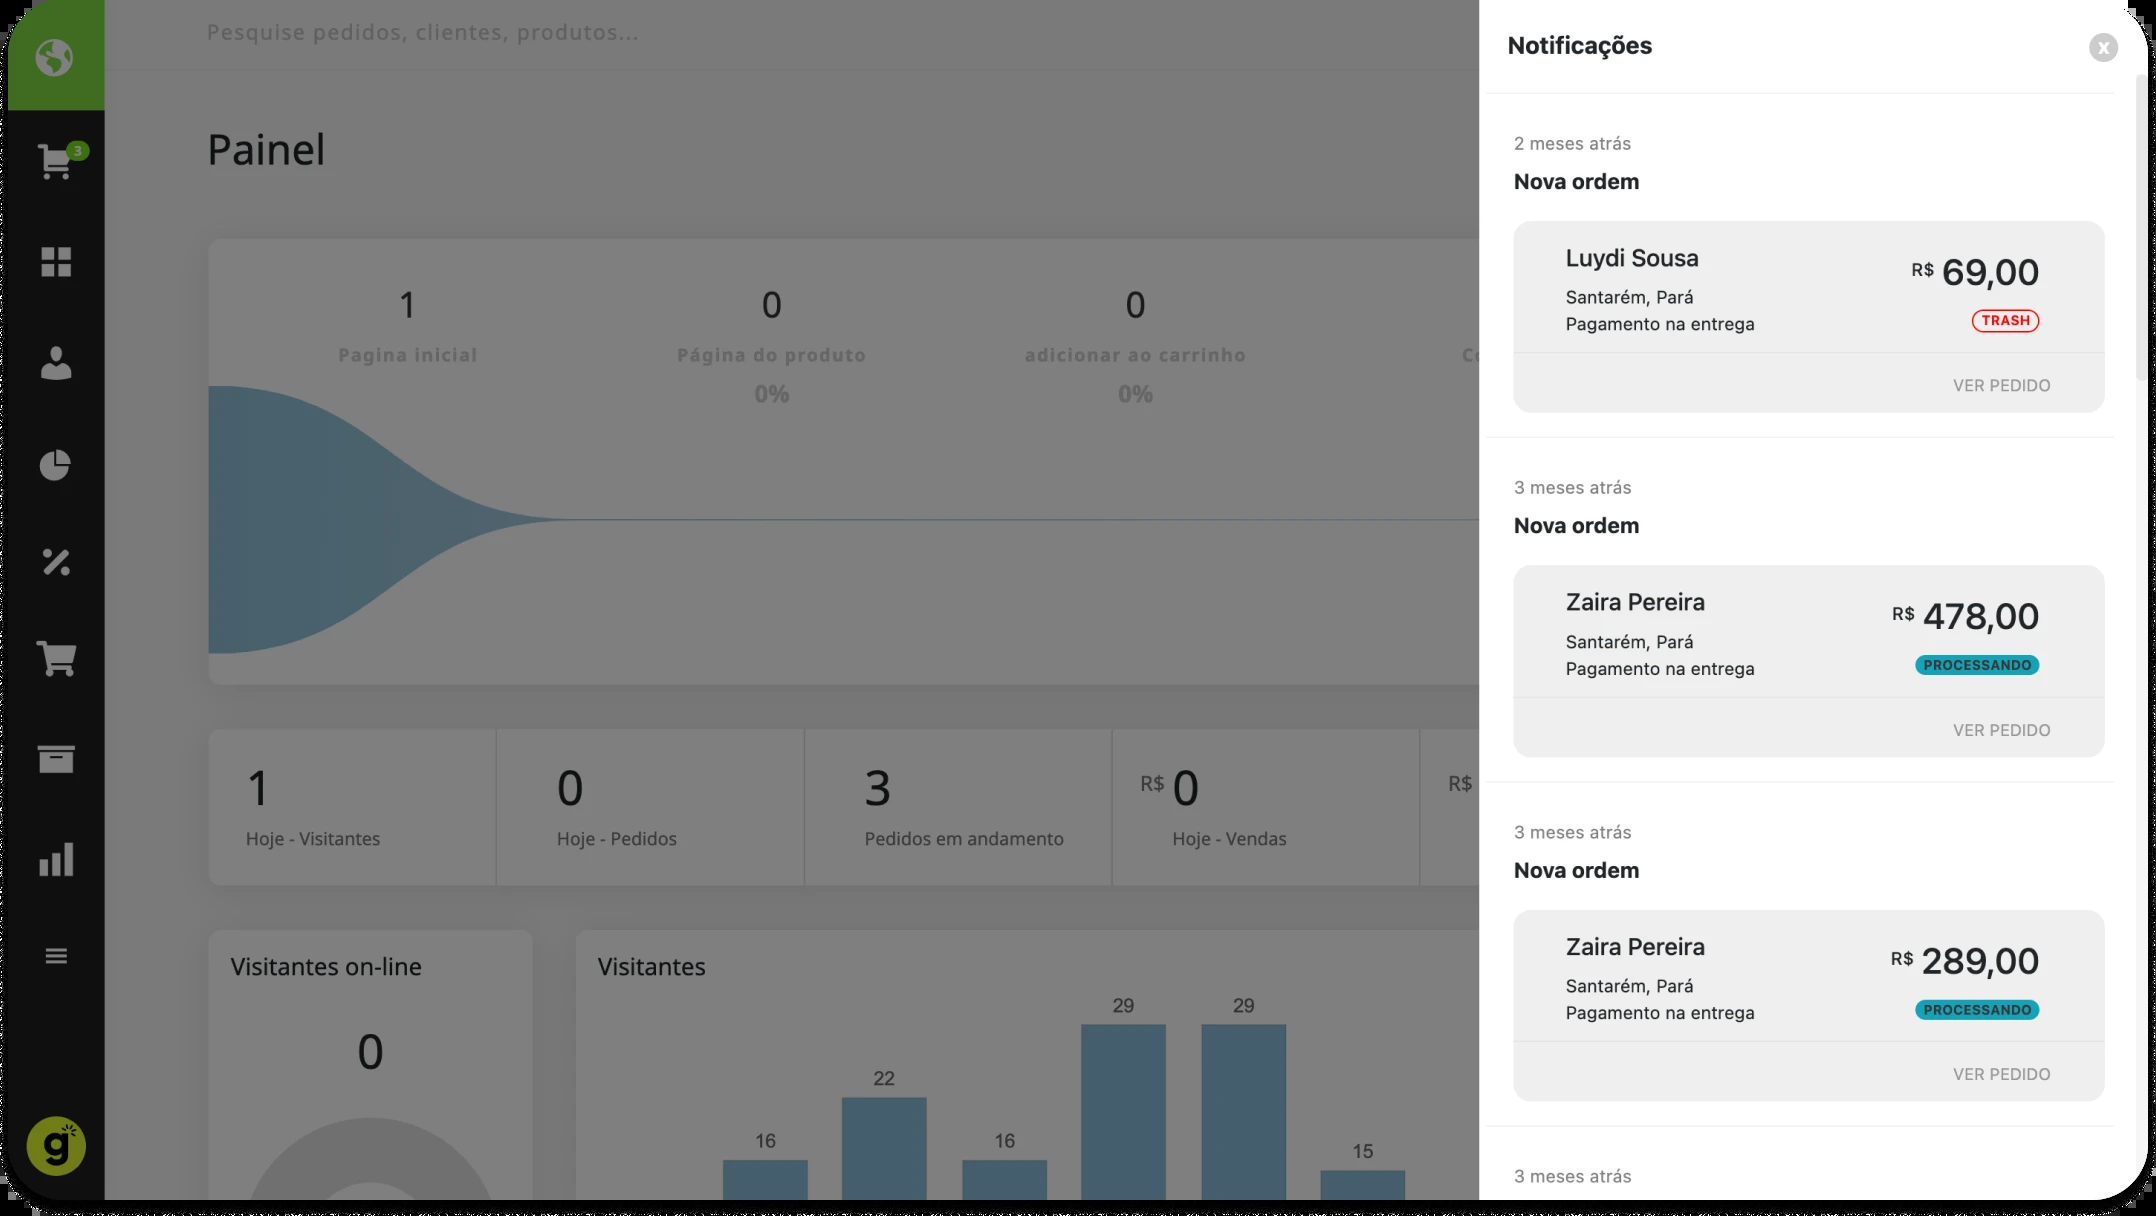 Pesquise pedidos, clientes, produtos...
3
Painel
1
Pagina inicial
0
Página do produto
0%
0
adicionar ao carrinho
0%
1
Hoje - Visitantes
0
Hoje - Pedidos
3
Pedidos em andamento
R$ 0
Hoje - Vendas
R$
Visitantes on-line
0
Visitantes
16
22
16
29
29
15
g
Notificações
X
2 meses atrás
Nova ordem
Luydi Sousa
R$ 69,00
Santarém, Pará
Pagamento na entrega
TRASH
VER PEDIDO
3 meses atrás
Nova ordem
Zaira Pereira
R$ 478,00
Santarém, Pará
Pagamento na entrega
PROCESSANDO
VER PEDIDO
3 meses atrás
Nova ordem
Zaira Pereira
R$ 289,00
Santarém, Pará
Pagamento na entrega
PROCESSANDO
VER PEDIDO
3 meses atrás